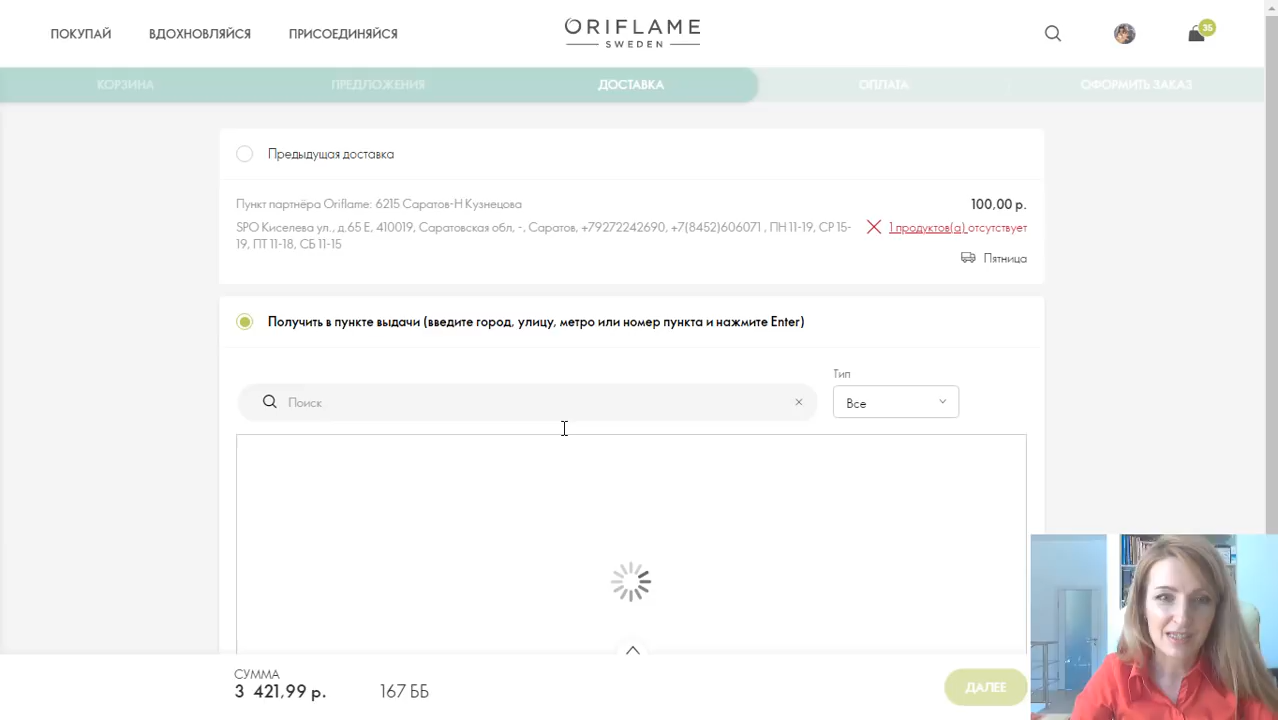 ПОКУПАЙ ВДОХНОВЛЯЙСЯ ПРИСОЕДИНЯЙСЯ
ORIFLAME
SWEDEN
35
КОРЗИНА ПРЕДЛОЖЕНИЯ ДОСТАВКА ОПЛАТА ОФОРМИТЬ ЗАКАЗ
Предыдущая доставка
Пункт партнёра Oriflame: 6215 Саратов-Н Кузнецова 100,00 р.
SPO Киселева ул., д.65 Е, 410019, Саратовская обл, -, Саратов, +79272242690, +7(8452)606071 , ПН 11-19, СР 15-
19, ПТ 11-18, СБ 11-15
1 продуктов(а) отсутствует
Пятница
Получить в пункте выдачи (введите город, улицу, метро или номер пункта и нажмите Enter)
Тип
Поиск
Все
СУММА
3 421,99 р. 167 ББ
ДАЛЕЕ